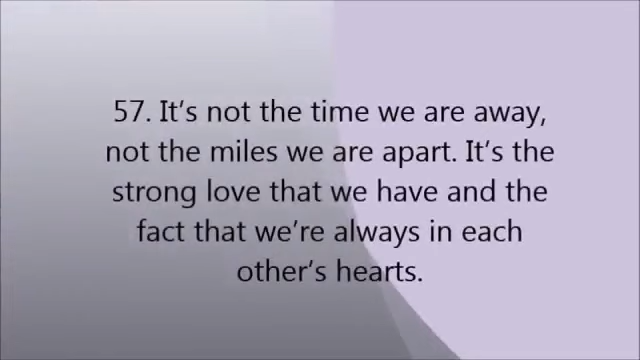 57. It’s not the time we are away,
not the miles we are apart. It’s the
strong love that we have and the
fact that we’re always in each
other’s hearts.